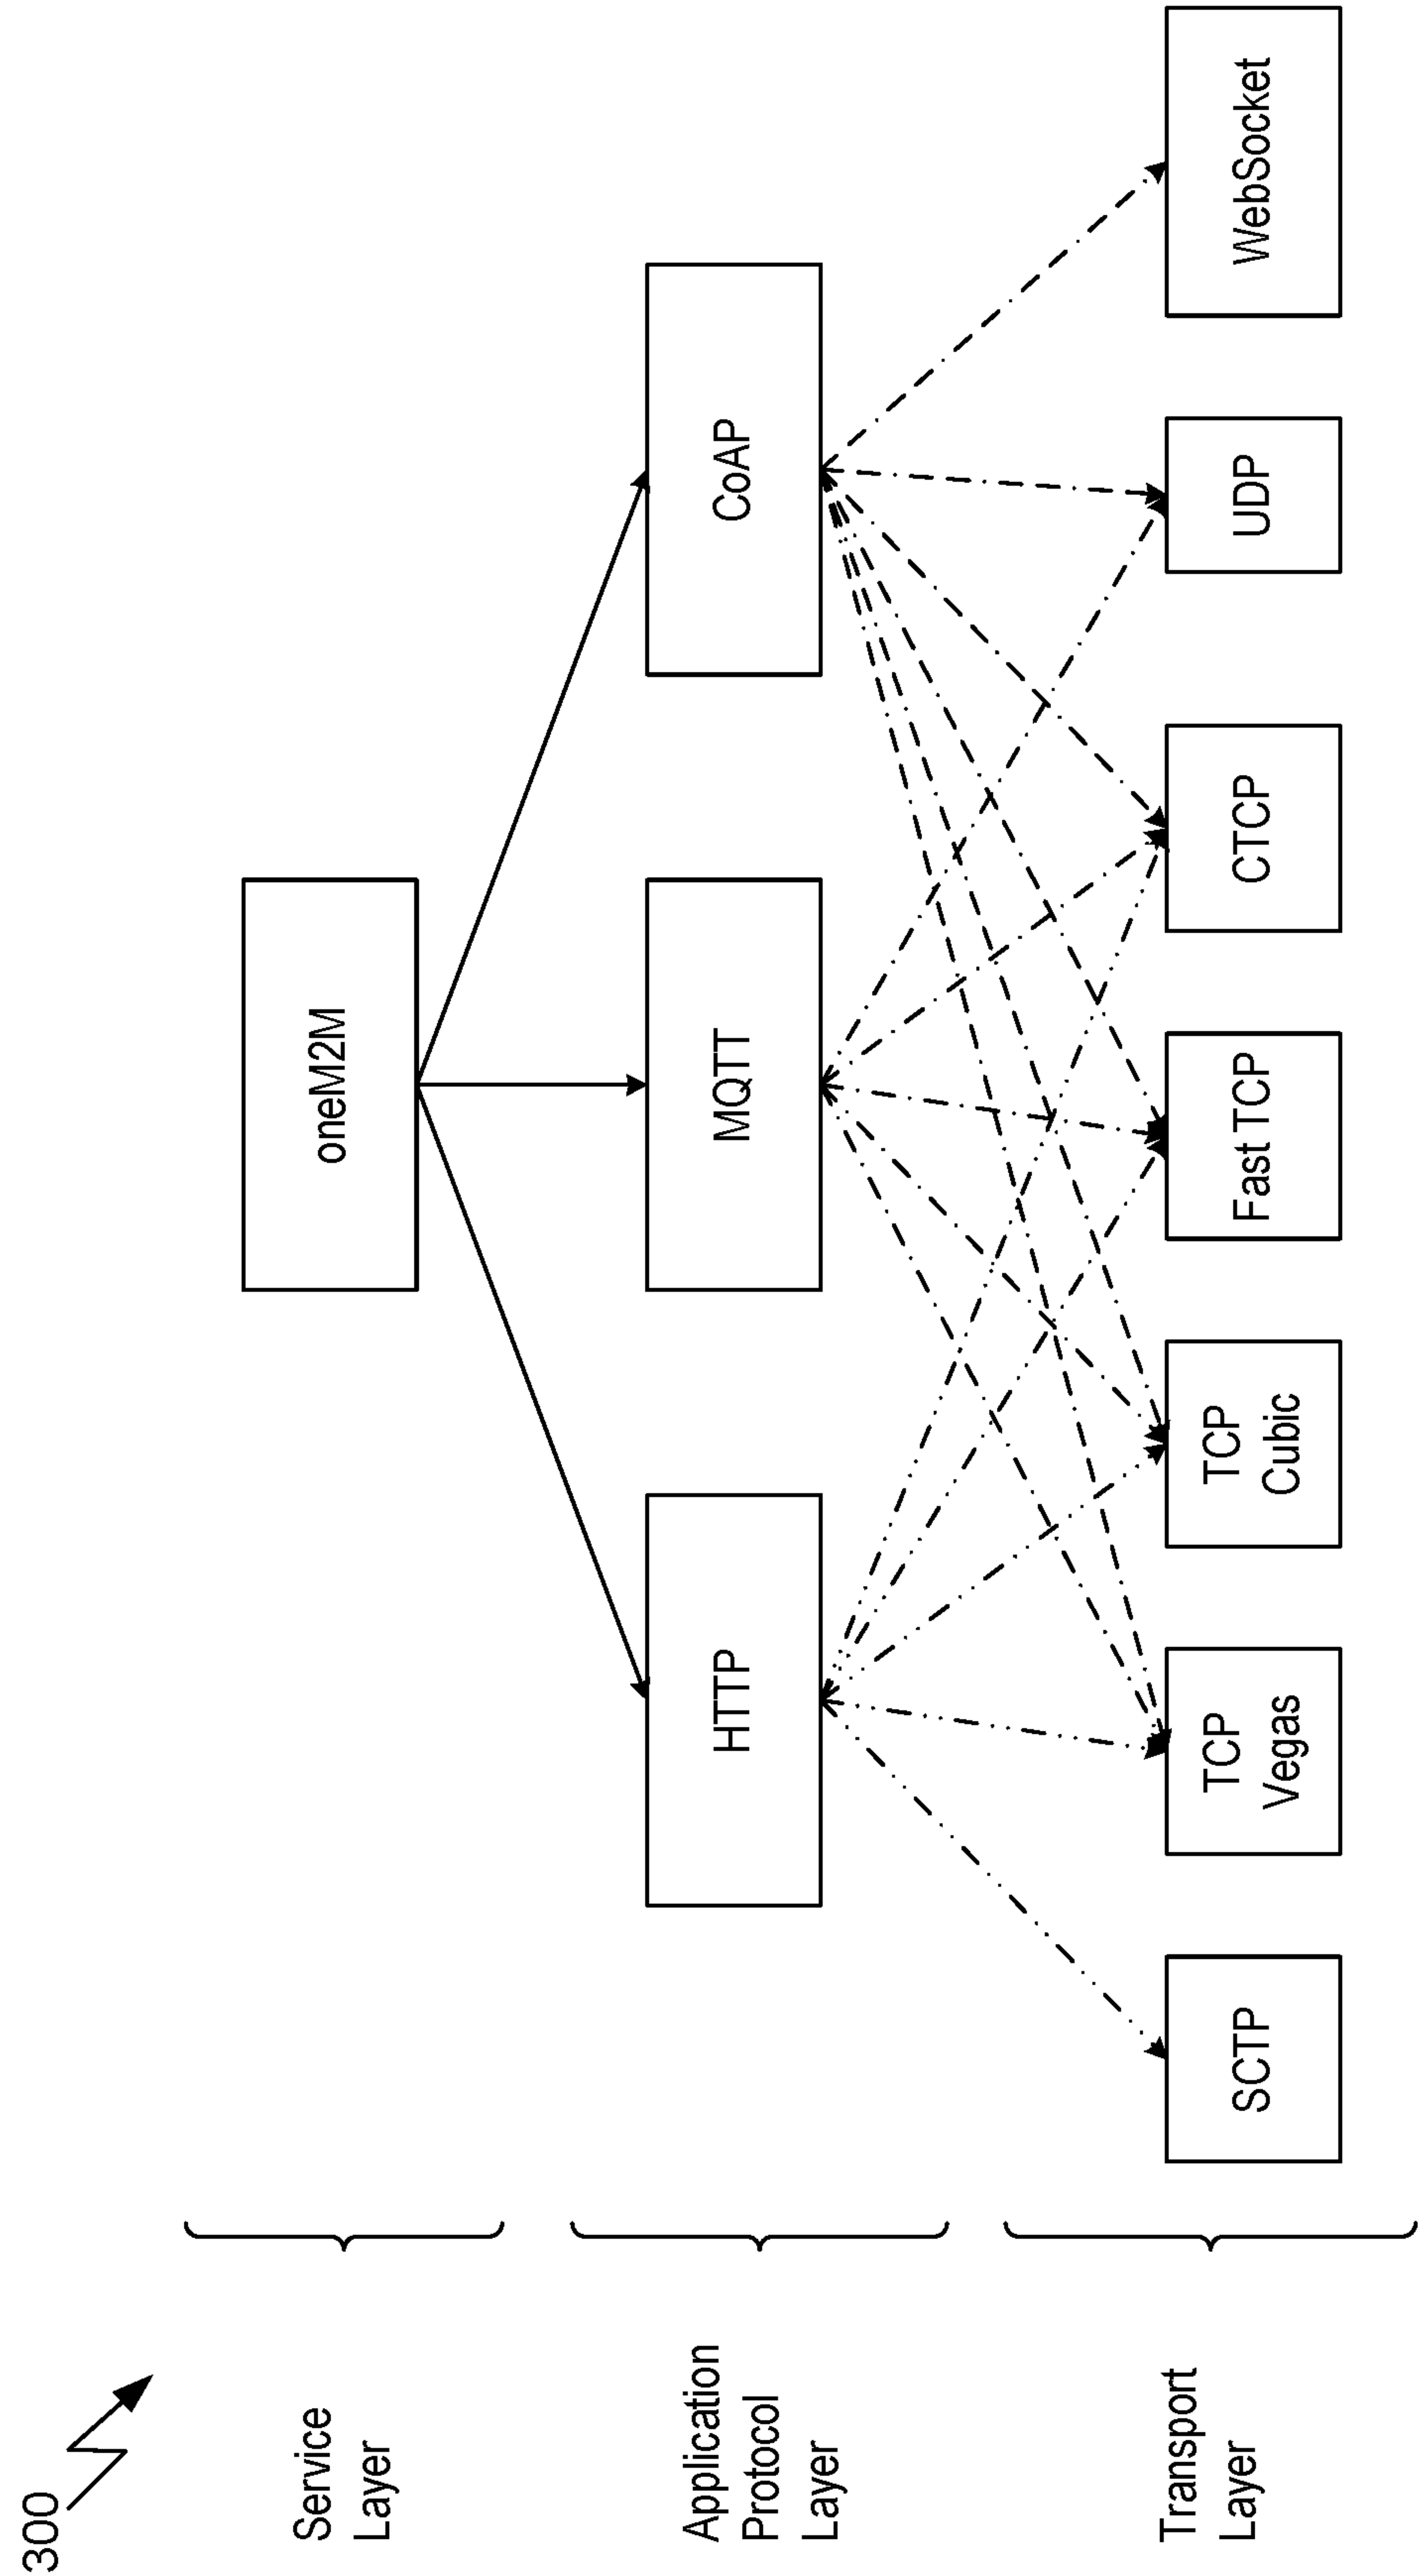 300
Service
Layer
oneM2M
Application
Protocol
Layer
HTTP
MQTT
CoAP
Transport
Layer
SCTP
TCP
Vegas
TCP
Cubic
Fast TCP
CTCP
UDP
WebSocket